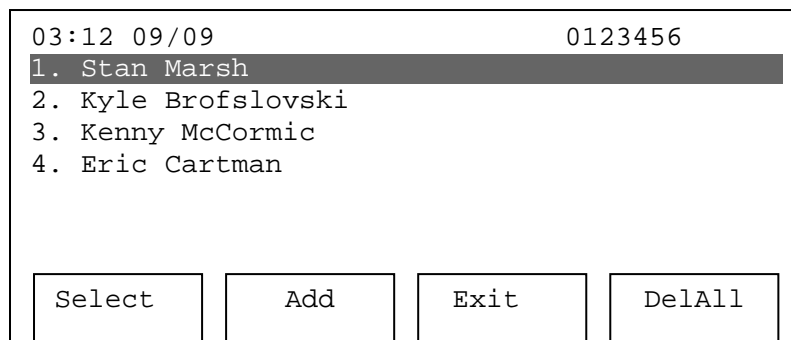 03:12 09/09 0123456
1. Stan Marsh
2. Kyle Brofslovski
3. Kenny McCormic
4. Eric Cartman
Select Add Exit DelAll